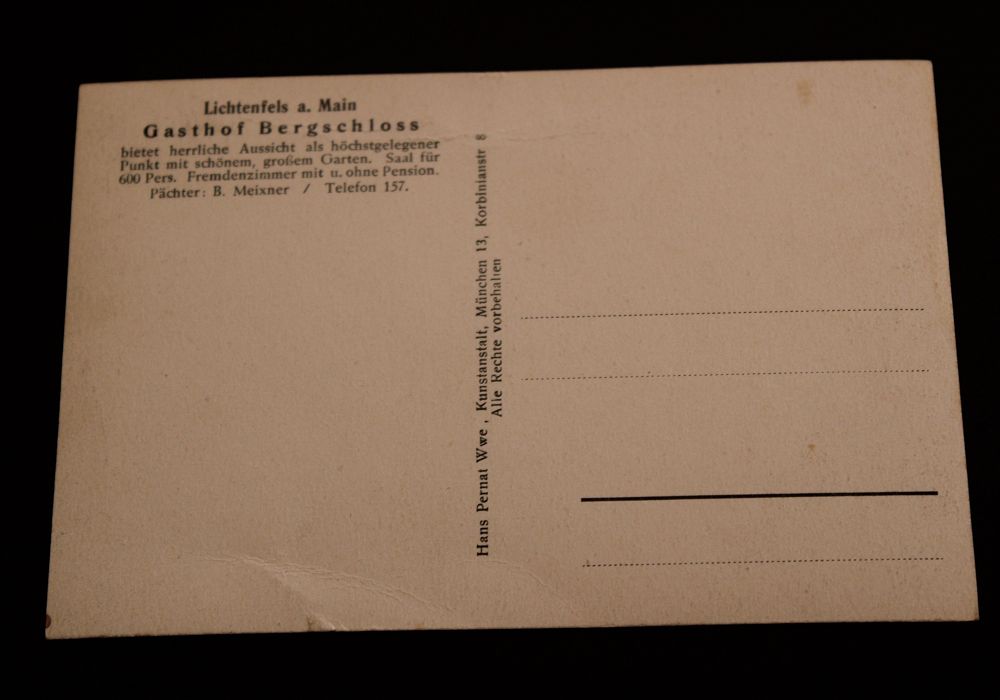 Lichtenfels a. Main
Gasthof Bergschloss
bietet herrliche Aussicht als höchstgelegener
Punkt mit schönem, großem Garten. Saal für
600 Pers. Fremdenzimmer mit u. ohne Pension.
Pächter: B. Meixner / Telefon 157.
Hans Pernat Wwe, Kunstanstalt, München 13, Korbinianstr 8
Alle Rechte vorbehalten